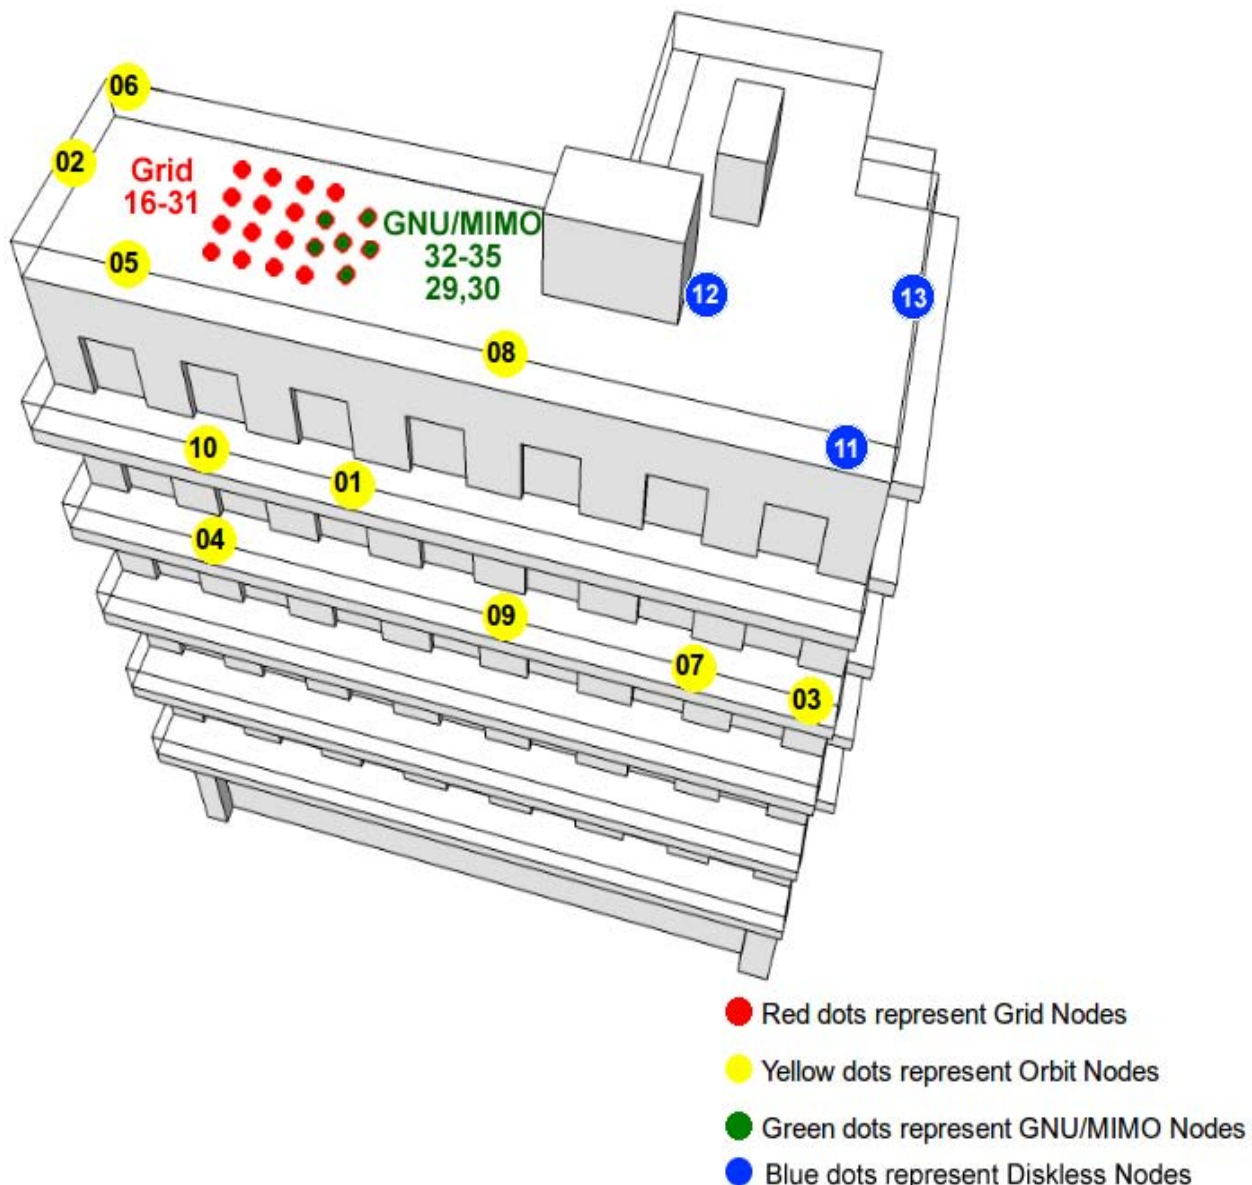 06
02
Grid
16-31
GNU/MIMO
32-35
29,30
05
12
13
08
11
10
01
04
09
07
03
Red dots represent Grid Nodes
Yellow dots represent Orbit Nodes
Green dots represent GNU/MIMO Nodes
Blue dots represent Diskless Nodes